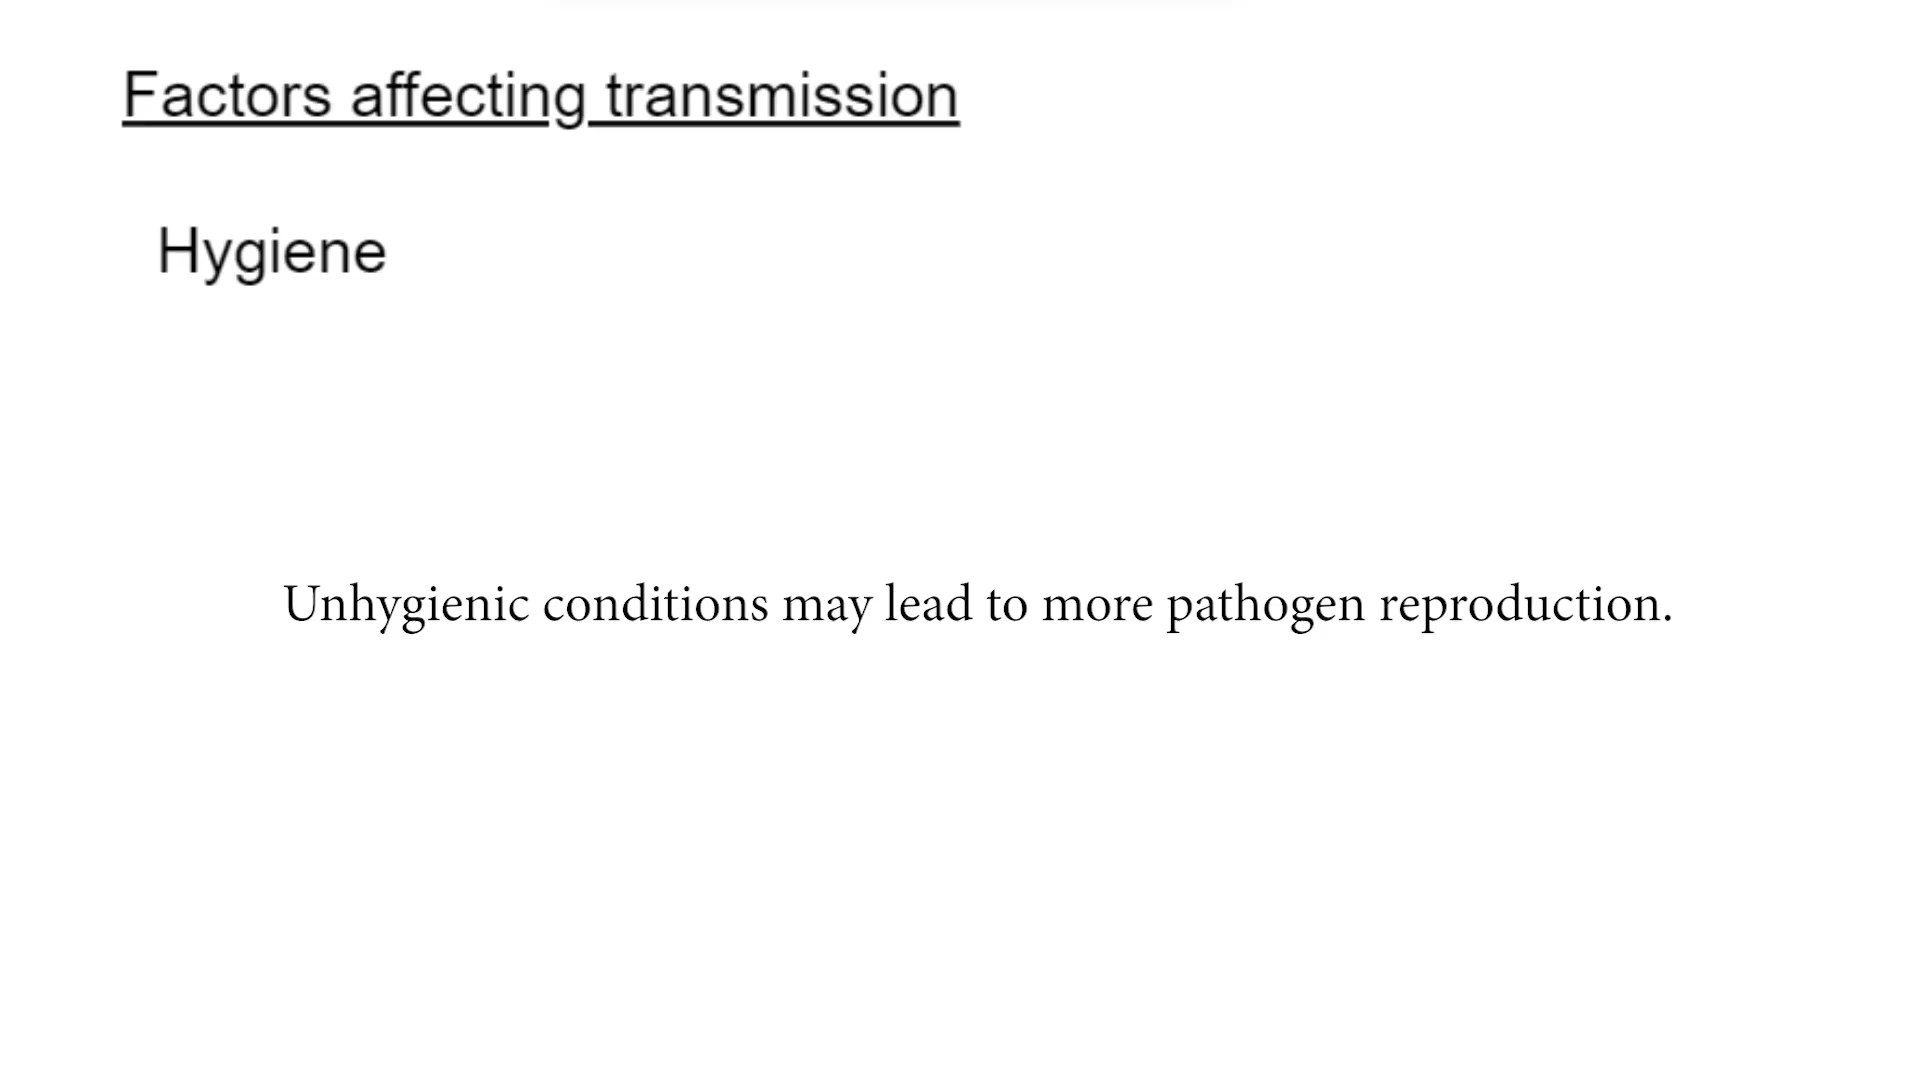 Factors affecting transmission
Hygiene
Unhygienic conditions may lead to more pathogen reproduction.